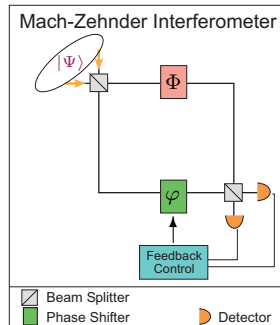 Mach-Zehnder Interferometer
|Ψ⟩
Φ
φ
Feedback
Control
Beam Splitter
Phase Shifter
Detector